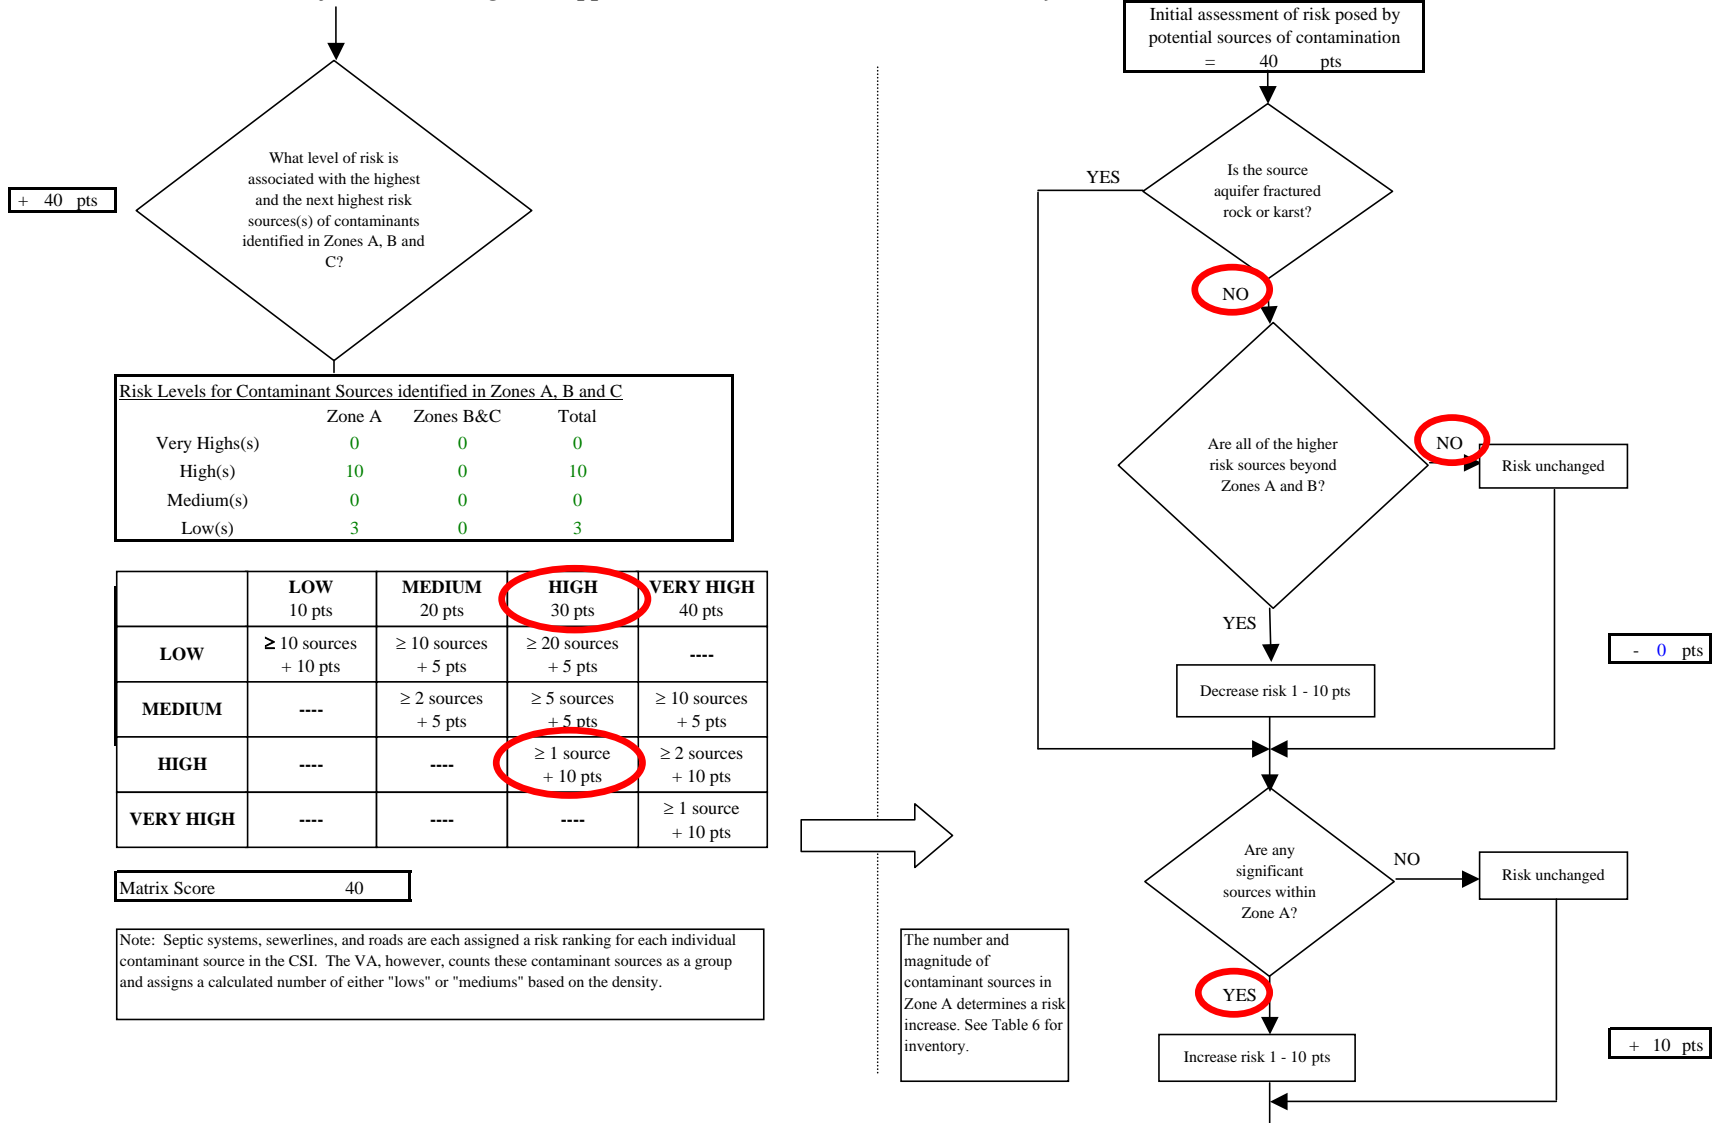 What level of risk is
associated with the highest
and the next highest risk
sources(s) of contaminants
identified in Zones A, B and
C?
+ 40 pts
Risk Levels for Contaminant Sources identified in Zones A, B and C
Zone A Zones B&C Total
Very Highs(s) 0 0 0
High(s) 10 0 10
Medium(s) 0 0 0
Low(s) 3 0 3
LOW MEDIUM HIGH VERY HIGH
10 pts 20 pts 30 pts 40 pts
LOW ≥ 10 sources ≥ 10 sources ≥ 20 sources ----
+ 10 pts + 5 pts + 5 pts
MEDIUM ---- ≥ 2 sources ≥ 5 sources ≥ 10 sources
+ 5 pts + 5 pts + 5 pts
HIGH ---- ---- ≥ 1 source ≥ 2 sources
+ 10 pts + 10 pts
VERY HIGH ---- ---- ---- ≥ 1 source
+ 10 pts
Matrix Score 40
Note: Septic systems, sewerlines, and roads are each assigned a risk ranking for each individual
contaminant source in the CSI. The VA, however, counts these contaminant sources as a group
and assigns a calculated number of either "lows" or "mediums" based on the density.
Initial assessment of risk posed by
potential sources of contamination
= 40 pts
Is the source
aquifer fractured
rock or karst?
YES
NO
Are all of the higher
risk sources beyond
Zones A and B?
NO
Risk unchanged
YES
Decrease risk 1 - 10 pts
- 0 pts
Are any
significant
sources within
Zone A?
NO
Risk unchanged
YES
The number and
magnitude of
contaminant sources in
Zone A determines a risk
increase. See Table 6 for
inventory.
Increase risk 1 - 10 pts
+ 10 pts